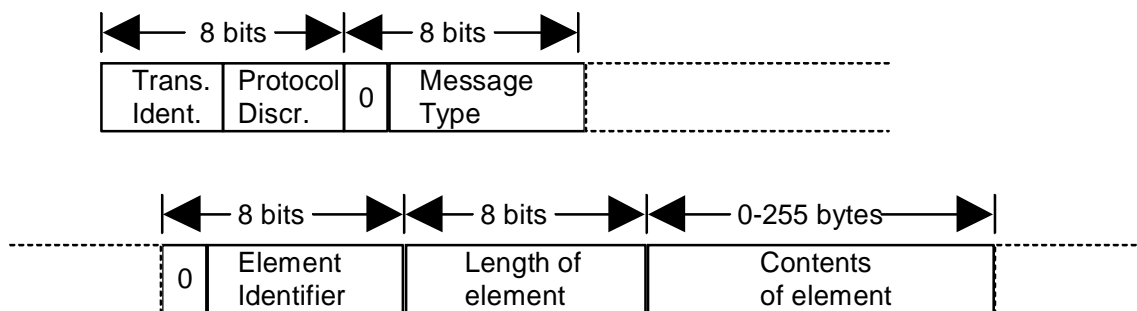 8 bits 8 bits
Trans. Ident. Protocol Discr. 0 Message Type
8 bits 8 bits 0-255 bytes
0 Element Identifier Length of element Contents of element